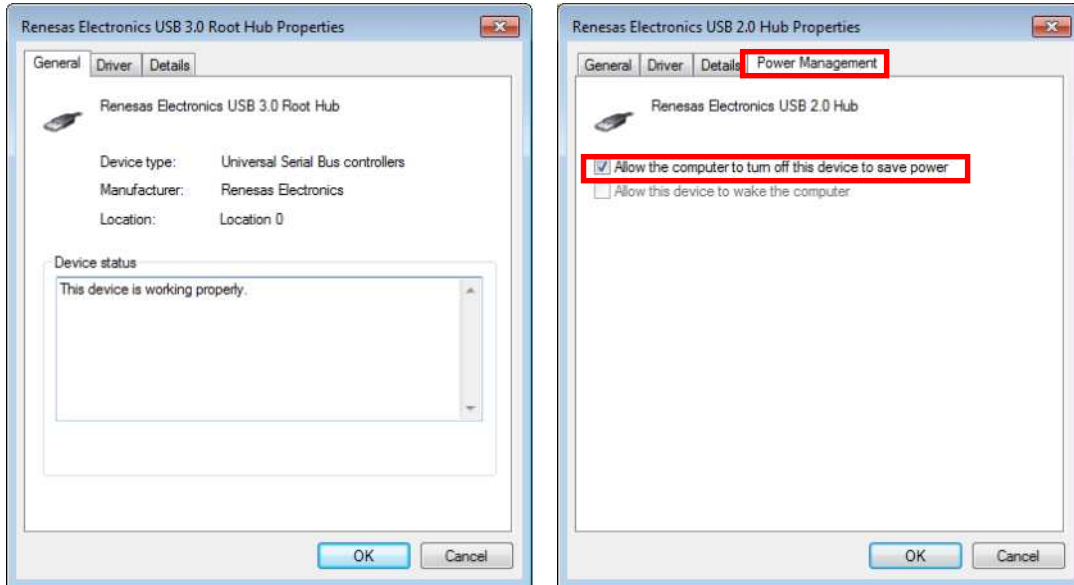 Renesas Electronics USB 3.0 Root Hub Properties
General Driver Details
Renesas Electronics USB 3.0 Root Hub
Device type: Universal Serial Bus controllers
Manufacturer: Renesas Electronics
Location: Location 0
Device status
This device is working properly.
OK Cancel
Renesas Electronics USB 2.0 Hub Properties
General Driver Details Power Management
Renesas Electronics USB 2.0 Hub
Allow the computer to turn off this device to save power
Allow this device to wake the computer
OK Cancel